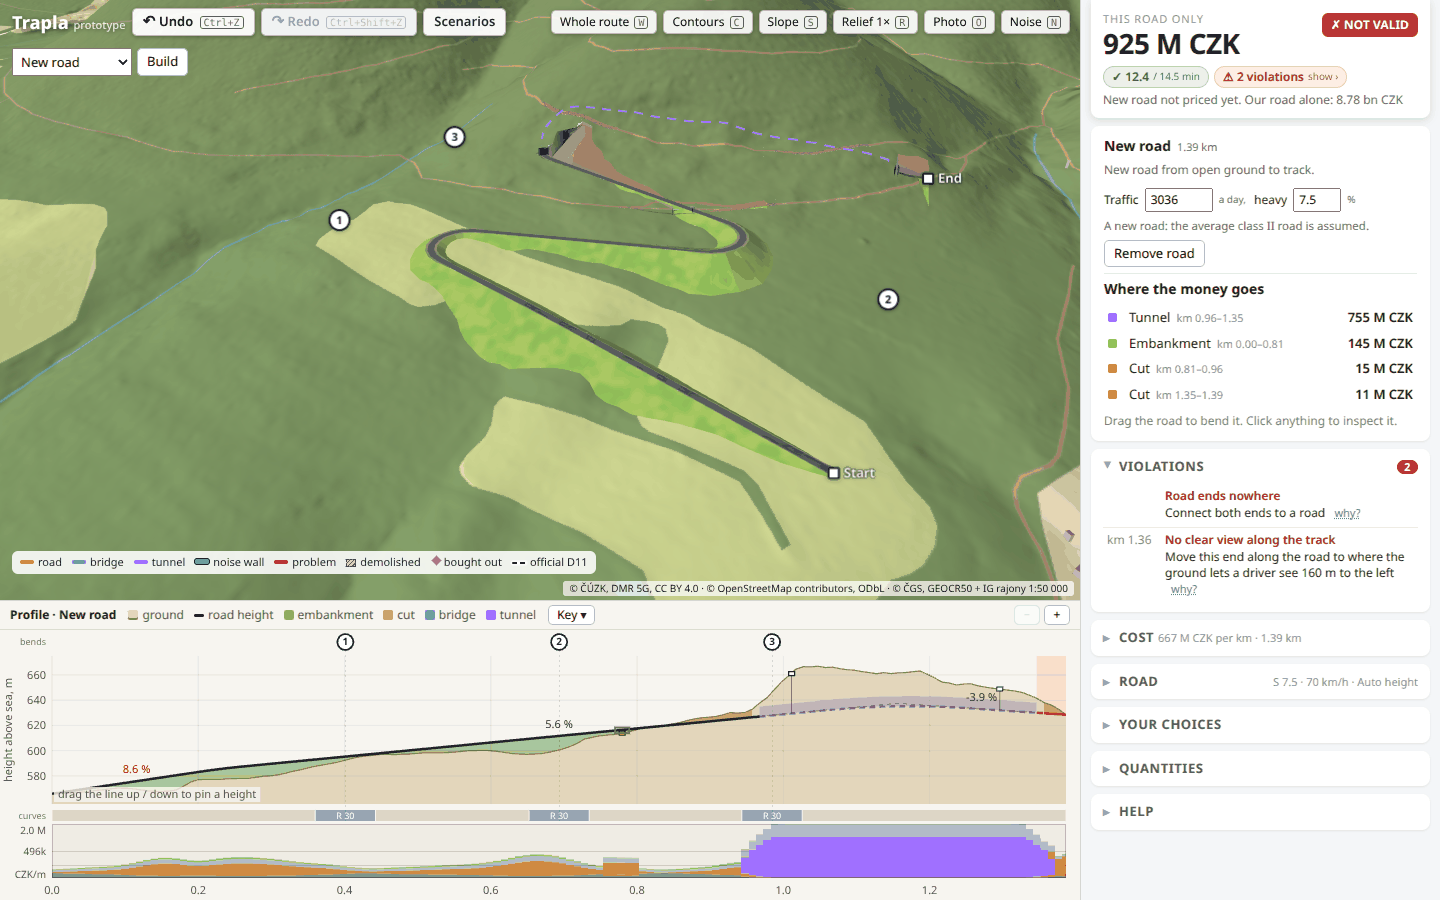 Trapla prototype
↶ Undo Ctrl+Z
↷ Redo Ctrl+Shift+Z
Scenarios
Whole route W
Contours C
Slope S
Relief 1× R
Photo O
Noise N
New road
Build
3
1
2
End
Start
road
bridge
tunnel
noise wall
problem
demolished
bought out
official D11
© ČÚZK, DMR 5G, CC BY 4.0 · © OpenStreetMap contributors, ODbL · © ČGS, GEOCR50 + IG rajony 1:50 000
Profile · New road
ground
road height
embankment
cut
bridge
tunnel
Key ▾
−
+
bends
1
2
3
height above sea, m
660
640
620
600
580
8.6 %
5.6 %
-3.9 %
drag the line up / down to pin a height
curves
R 30
R 30
R 30
2.0 M
496k
CZK/m
0.0
0.2
0.4
0.6
0.8
1.0
1.2
THIS ROAD ONLY
925 M CZK
✗ NOT VALID
✓ 12.4 / 14.5 min
⚠ 2 violations show ›
New road not priced yet. Our road alone: 8.78 bn CZK
New road 1.39 km
New road from open ground to track.
Traffic 3036 a day, heavy 7.5 %
A new road: the average class II road is assumed.
Remove road
Where the money goes
Tunnel km 0.96–1.35 755 M CZK
Embankment km 0.00–0.81 145 M CZK
Cut km 0.81–0.96 15 M CZK
Cut km 1.35–1.39 11 M CZK
Drag the road to bend it. Click anything to inspect it.
▼ VIOLATIONS 2
Road ends nowhere
Connect both ends to a road why?
km 1.36 No clear view along the track
Move this end along the road to where the
ground lets a driver see 160 m to the left
why?
▶ COST 667 M CZK per km · 1.39 km
▶ ROAD S 7.5 · 70 km/h · Auto height
▶ YOUR CHOICES
▶ QUANTITIES
▶ HELP